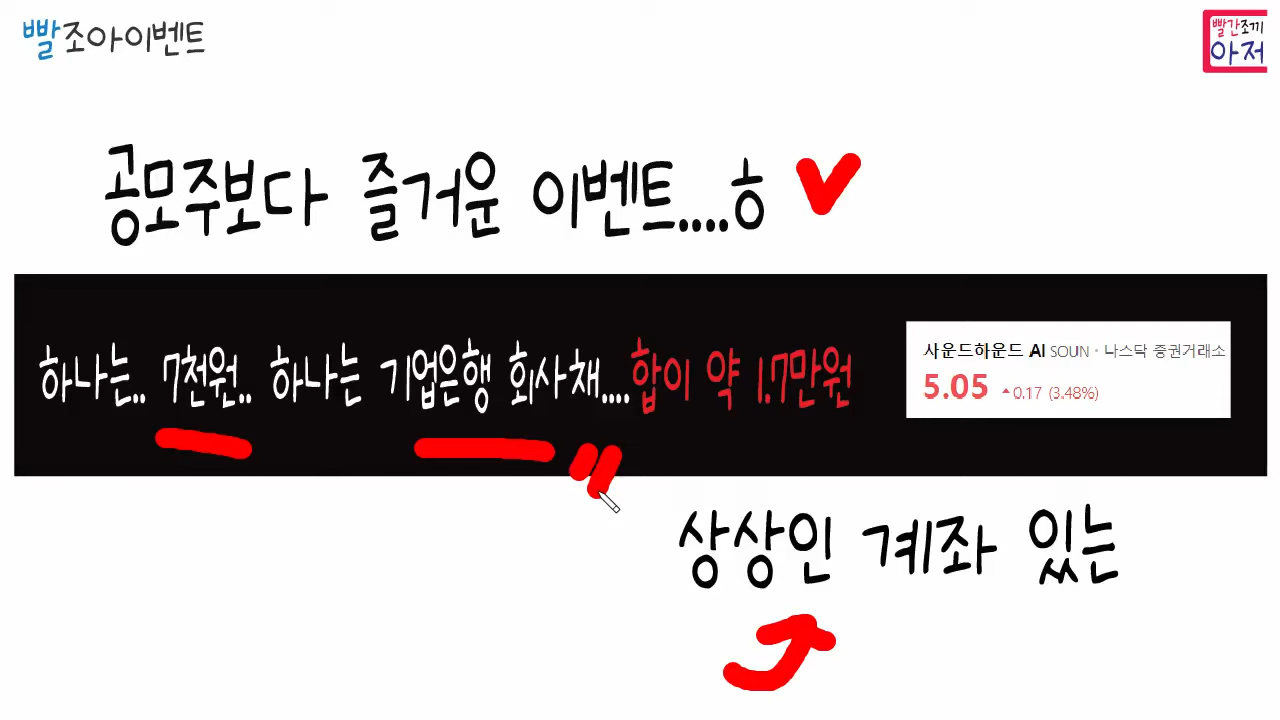 빨조아이벤트
빨간조끼
아저
공모주보다 즐거운 이벤트....ㅎ
하나는.. 7천원.. 하나는 기업은행 회사채....합이 약 1.7만원
사운드하운드 AI SOUN · 나스닥 증권거래소
5.05 0.17 (3.48%)
상상인 계좌 있는